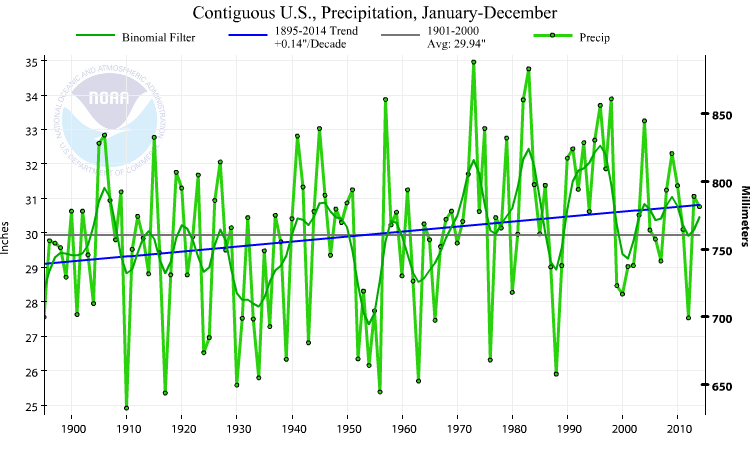 Contiguous U.S., Precipitation, January-December
Binomial Filter
1895-2014 Trend
+0.14"/Decade
1901-2000
Avg: 29.94"
Precip
NATIONAL OCEANIC AND ATMOSPHERIC ADMINISTRATION
NOAA
U.S. DEPARTMENT OF COMMERCE
Inches
35
34
33
32
31
30
29
28
27
26
25
850
800
750
700
650
Millimeters
1900 1910 1920 1930 1940 1950 1960 1970 1980 1990 2000 2010